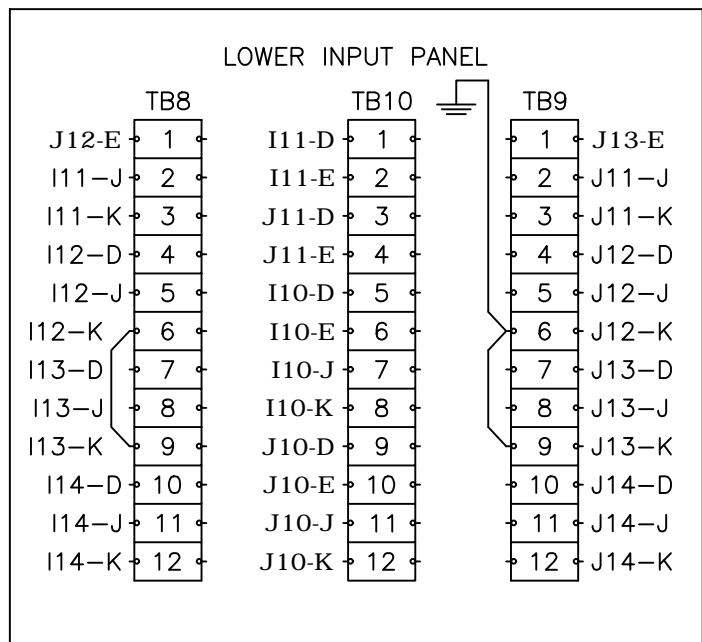 LOWER INPUT PANEL
TB8 TB10 TB9
J12-E 1 I11-D 1 1 J13-E
I11-J 2 I11-E 2 2 J11-J
I11-K 3 J11-D 3 3 J11-K
I12-D 4 J11-E 4 4 J12-D
I12-J 5 I10-D 5 5 J12-J
I12-K 6 I10-E 6 6 J12-K
I13-D 7 I10-J 7 7 J13-D
I13-J 8 I10-K 8 8 J13-J
I13-K 9 J10-D 9 9 J13-K
I14-D 10 J10-E 10 10 J14-D
I14-J 11 J10-J 11 11 J14-J
I14-K 12 J10-K 12 12 J14-K